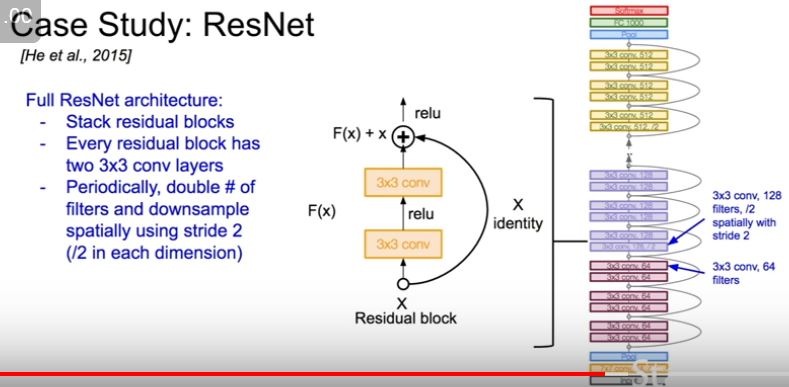 .00
Case Study: ResNet
[He et al., 2015]
Full ResNet architecture:
- Stack residual blocks
- Every residual block has
two 3x3 conv layers
- Periodically, double # of
filters and downsample
spatially using stride 2
(/2 in each dimension)
relu
F(x) + x
3x3 conv
F(x)
relu
3x3 conv
X
identity
X
Residual block
Softmax
FC 1000
Pool
3x3 conv, 512
3x3 conv, 512
3x3 conv, 512
3x3 conv, 512
3x3 conv, 512
3x3 conv, 512, /2
3x3 conv, 128
3x3 conv, 128
3x3 conv, 128
3x3 conv, 128
3x3 conv, 128
3x3 conv, 128, /2
3x3 conv, 64
3x3 conv, 64
3x3 conv, 64
3x3 conv, 64
3x3 conv, 64
3x3 conv, 64
Pool
3x3 conv, 128
filters, /2
spatially with
stride 2
3x3 conv, 64
filters